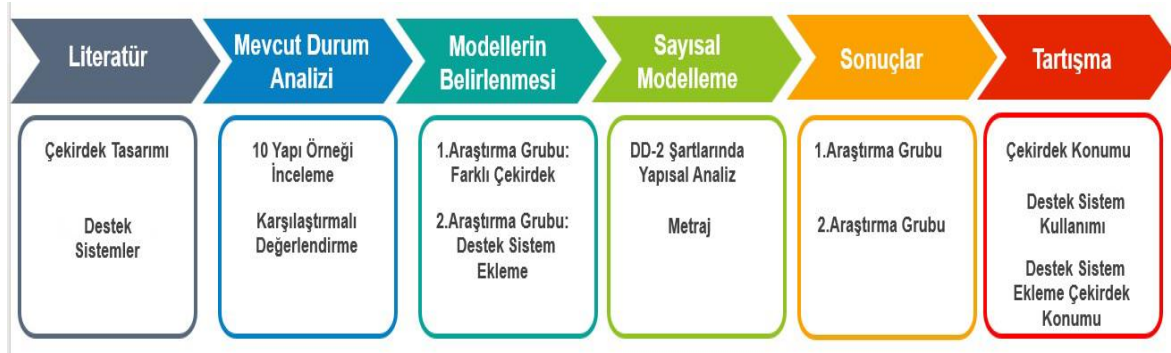 Literatür
Mevcut Durum
Analizi
Modellerin
Belirlenmesi
Sayısal
Modelleme
Sonuçlar
Tartışma
Çekirdek Tasarımı
Destek
Sistemler
10 Yapı Örneği
İnceleme
Karşılaştırmalı
Değerlendirme
1.Araştırma Grubu:
Farklı Çekirdek
2.Araştırma Grubu:
Destek Sistem
Ekleme
DD-2 Şartlarında
Yapısal Analiz
Metraj
1.Araştırma Grubu
2.Araştırma Grubu
Çekirdek Konumu
Destek Sistem
Kullanımı
Destek Sistem
Ekleme Çekirdek
Konumu